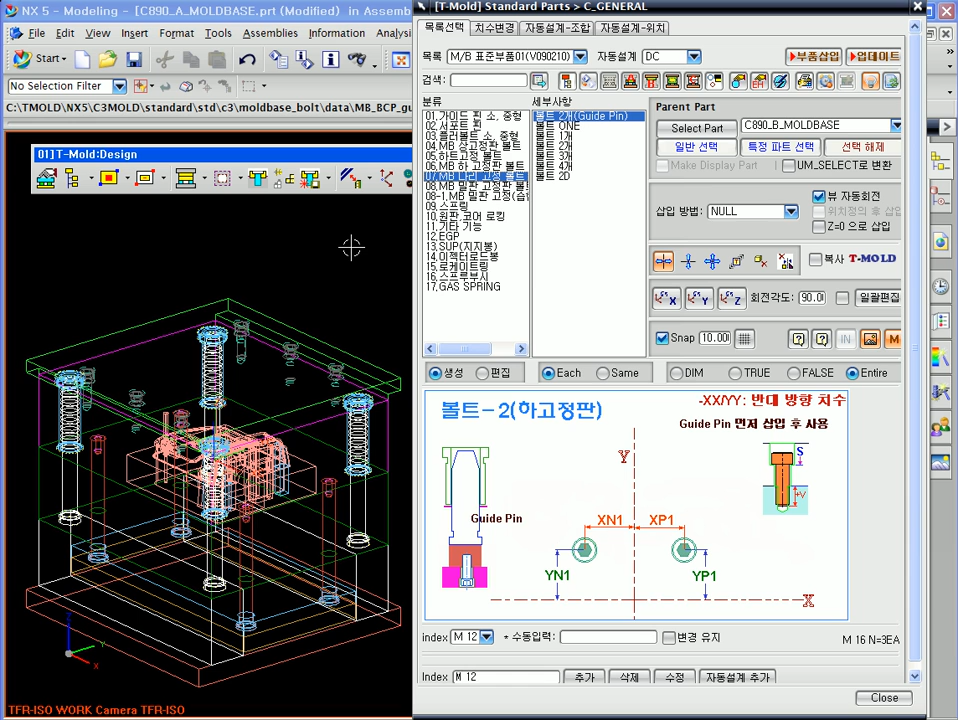 NX 5 - Modeling - [C890_A_MOLDBASE.prt (Modified) in Assemb
File Edit View Insert Format Tools Assemblies Information Analysi
Start
No Selection Filter
C:\TMOLD\NX5\C3MOLD\standard\std\c3\moldbase_bolt\data\MB_BCP_gu
01]T-Mold:Design
TFR-ISO WORK Camera TFR-ISO
[T-Mold] Standard Parts > C_GENERAL
목록선택 치수변경 자동설계-조합 자동설계-위치
목록: M/B 표준부품01(V090210) 자동설계: DC 부품삽입 업데이트
검색:
분류
01.가이드 핀 소, 중형
02.서포트 핀
03.플러볼트 소, 중형
04.MB 상고정판 볼트
05.하트고정 볼트
06.MB 하 고정판 볼트
07.MB 다리 고정 볼트
08.MB 밀판 고정판 볼
08-1.MB 밀판 고정(습
09.스프링
10.원판,코어 로킹
11.기타 기능
12.EGP
13.SUP(지지봉)
14.이젝터로드봉
15.로케이트링
16.스프루부시
17.GAS SPRING
세부사항
볼트 2개(Guide Pin)
볼트 ONE
볼트 1개
볼트 2개
볼트 3개
볼트 4개
볼트 2D
Parent Part
Select Part C890_B_MOLDBASE
일반 선택 특정 파트 선택 선택 해제
Make Display Part UM_SELECT로 변환
삽입 방법: NULL
뷰 자동회전
위치정의 후 삽입
Z=0 으로 삽입
복사 T-MOLD
X Y Z 회전각도: 90.0 일괄편집
Snap 10.00 IN M
생성 편집 Each Same DIM TRUE FALSE Entire
볼트-2(하고정판)
-XX/YY: 반대 방향 치수
Guide Pin 먼저 삽입 후 사용
Guide Pin
Y
S
+V
XN1 XP1
YN1 YP1
X
index M 12 * 수동입력: 변경 유지 M 16 N=3EA
Index M 12 추가 삭제 수정 자동설계 추가
Close